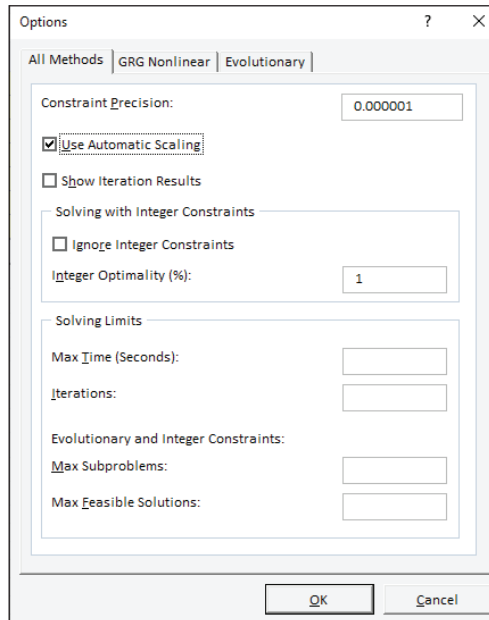 Options ? ×
All Methods GRG Nonlinear Evolutionary
Constraint Precision: 0.000001
Use Automatic Scaling
Show Iteration Results
Solving with Integer Constraints
Ignore Integer Constraints
Integer Optimality (%): 1
Solving Limits
Max Time (Seconds):
Iterations:
Evolutionary and Integer Constraints:
Max Subproblems:
Max Feasible Solutions:
OK Cancel